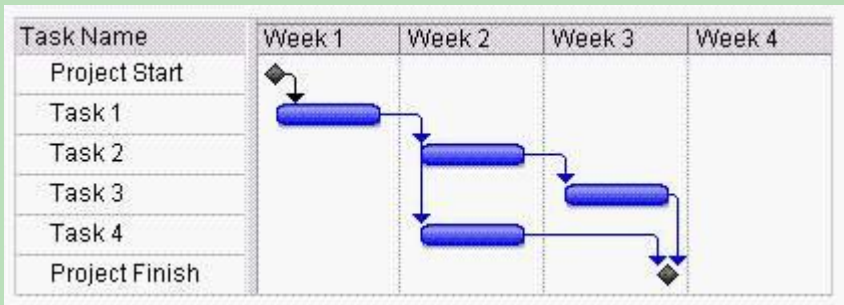 Task Name Week 1 Week 2 Week 3 Week 4
Project Start
Task 1
Task 2
Task 3
Task 4
Project Finish